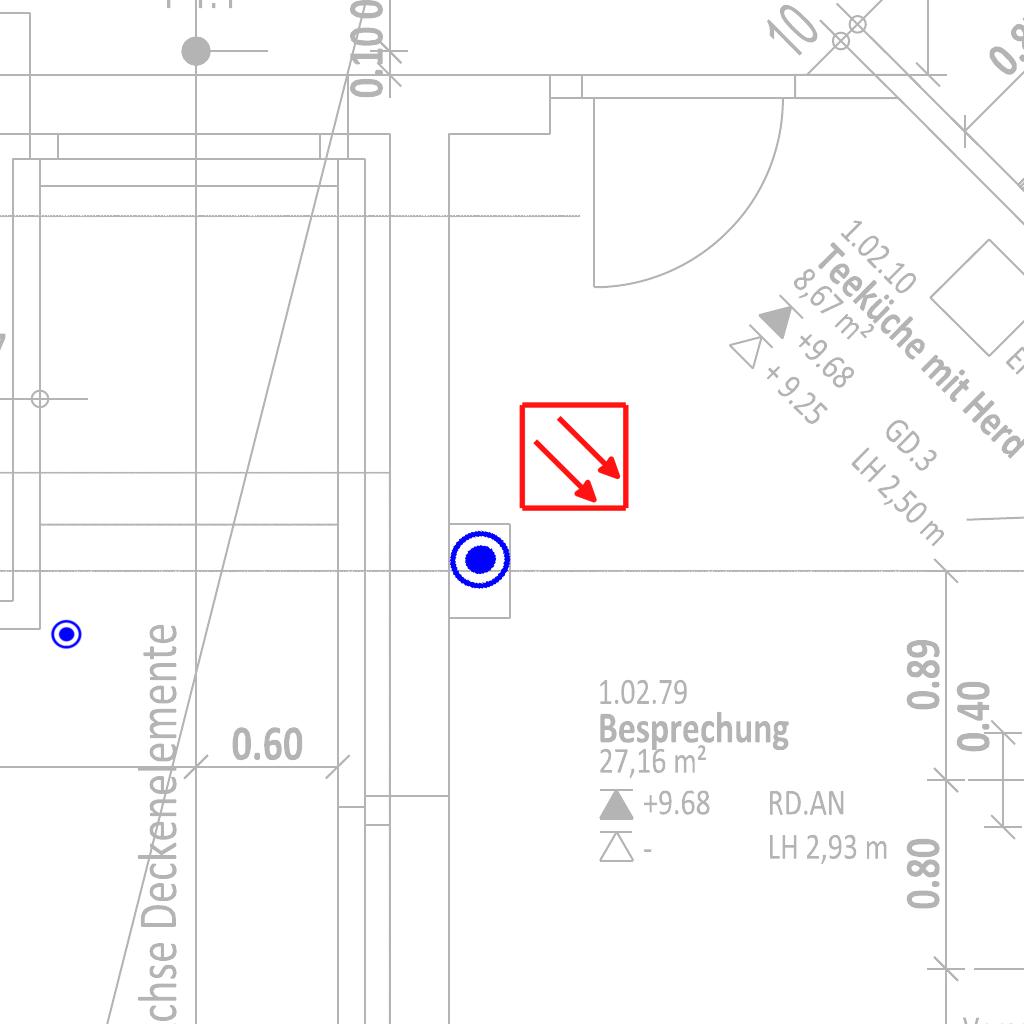 0,10 0
10
1.02.10
Teeküche mit Herd
8,67 m²
+9.68
+ 9.25
GD.3
LH 2,50 m
1.02.79
Besprechung
27,16 m²
+9.68
RD.AN
-
LH 2,93 m
0.60
0.89
0.40
0.80
chse Deckenelemente